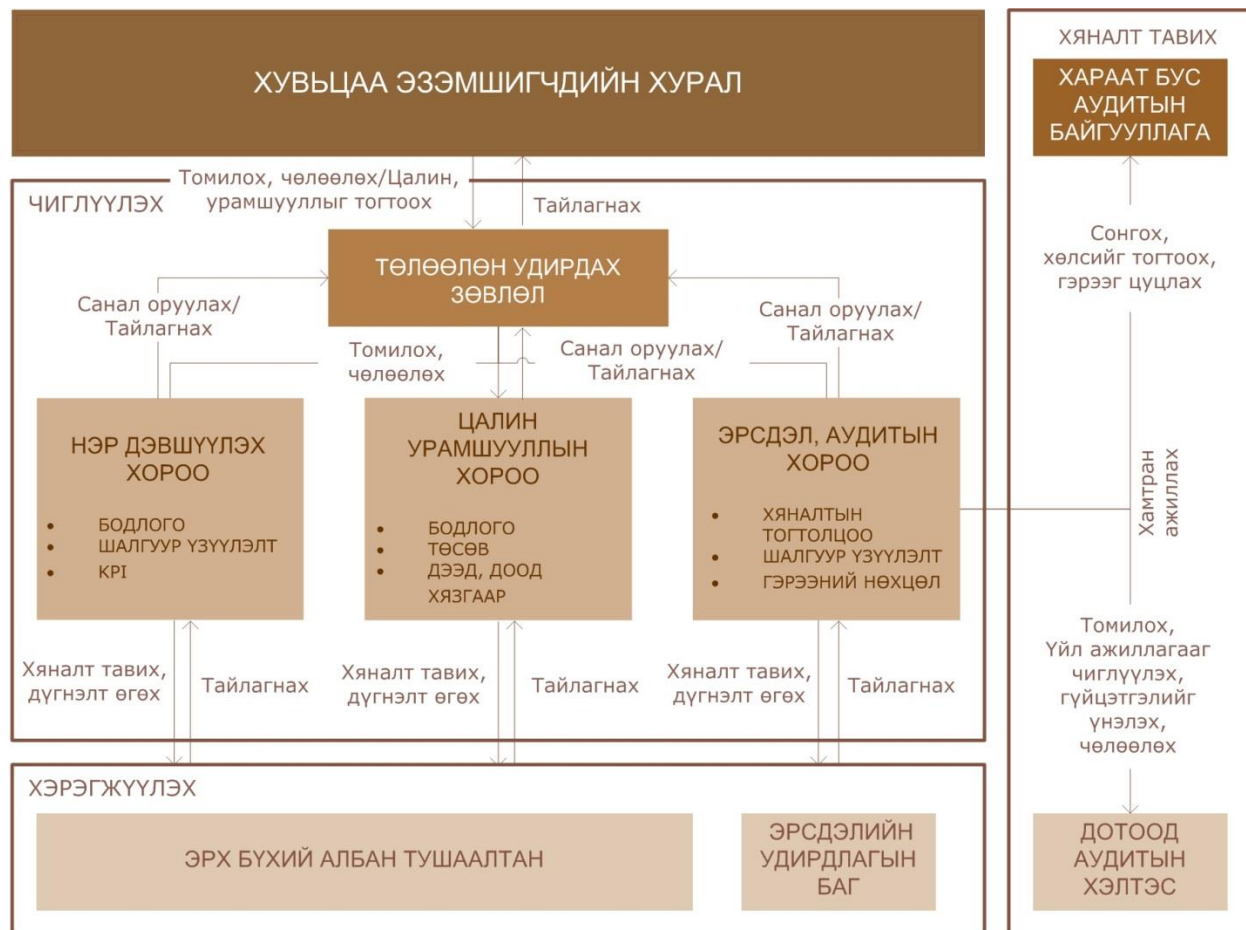 ХУВЬЦАА ЭЗЭМШИГЧДИЙН ХУРАЛ
Томилох, чөлөөлөх/Цалин,
урамшууллыг тогтоох
Тайлагнах
ЧИГЛҮҮЛЭХ
ТӨЛӨӨЛӨН УДИРДАХ
ЗӨВЛӨЛ
Санал оруулах/
Тайлагнах
Томилох,
чөлөөлөх
Санал оруулах/
Тайлагнах
Санал оруулах/
Тайлагнах
НЭР ДЭВШҮҮЛЭХ
ХОРОО
• БОДЛОГО
• ШАЛГУУР ҮЗҮҮЛЭЛТ
• KPI
ЦАЛИН
УРАМШУУЛЛЫН
ХОРОО
• БОДЛОГО
• ТӨСӨВ
• ДЭЭД, ДООД
ХЯЗГААР
ЭРСДЭЛ, АУДИТЫН
ХОРОО
• ХЯНАЛТЫН
ТОГТОЛЦОО
• ШАЛГУУР ҮЗҮҮЛЭЛТ
• ГЭРЭЭНИЙ НӨХЦӨЛ
Хяналт тавих,
дүгнэлт өгөх
Тайлагнах
Хяналт тавих,
дүгнэлт өгөх
Тайлагнах
Хяналт тавих,
дүгнэлт өгөх
Тайлагнах
ХЭРЭГЖҮҮЛЭХ
ЭРХ БҮХИЙ АЛБАН ТУШААЛТАН
ЭРСДЭЛИЙН
УДИРДЛАГЫН
БАГ
ХЯНАЛТ ТАВИХ
ХАРААТ БУС
АУДИТЫН
БАЙГУУЛЛАГА
Сонгох,
хөлсийг тогтоох,
гэрээг цуцлах
Хамтран
ажиллах
Томилох,
Үйл ажиллагааг
чиглүүлэх,
гүйцэтгэлийг
үнэлэх,
чөлөөлөх
ДОТООД
АУДИТЫН
ХЭЛТЭС